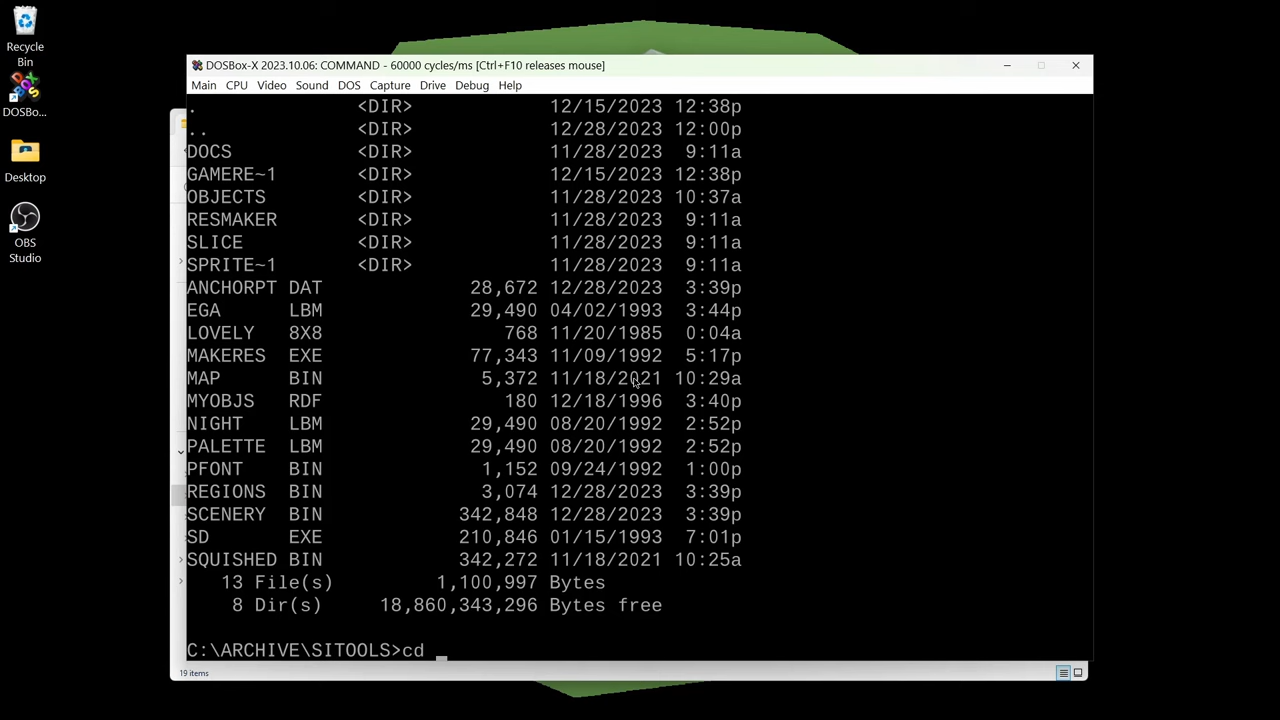 Recycle
Bin
DOSBo...
Desktop
OBS
Studio
DOSBox-X 2023.10.06: COMMAND - 60000 cycles/ms [Ctrl+F10 releases mouse]
Main CPU Video Sound DOS Capture Drive Debug Help
. <DIR> 12/15/2023 12:38p
.. <DIR> 12/28/2023 12:00p
DOCS <DIR> 11/28/2023 9:11a
GAMERE~1 <DIR> 12/15/2023 12:38p
OBJECTS <DIR> 11/28/2023 10:37a
RESMAKER <DIR> 11/28/2023 9:11a
SLICE <DIR> 11/28/2023 9:11a
SPRITE~1 <DIR> 11/28/2023 9:11a
ANCHORPT DAT 28,672 12/28/2023 3:39p
EGA LBM 29,490 04/02/1993 3:44p
LOVELY 8X8 768 11/20/1985 0:04a
MAKERES EXE 77,343 11/09/1992 5:17p
MAP BIN 5,372 11/18/2021 10:29a
MYOBJS RDF 180 12/18/1996 3:40p
NIGHT LBM 29,490 08/20/1992 2:52p
PALETTE LBM 29,490 08/20/1992 2:52p
PFONT BIN 1,152 09/24/1992 1:00p
REGIONS BIN 3,074 12/28/2023 3:39p
SCENERY BIN 342,848 12/28/2023 3:39p
SD EXE 210,846 01/15/1993 7:01p
SQUISHED BIN 342,272 11/18/2021 10:25a
13 File(s) 1,100,997 Bytes
8 Dir(s) 18,860,343,296 Bytes free
C:\ARCHIVE\SITOOLS>cd _
19 items